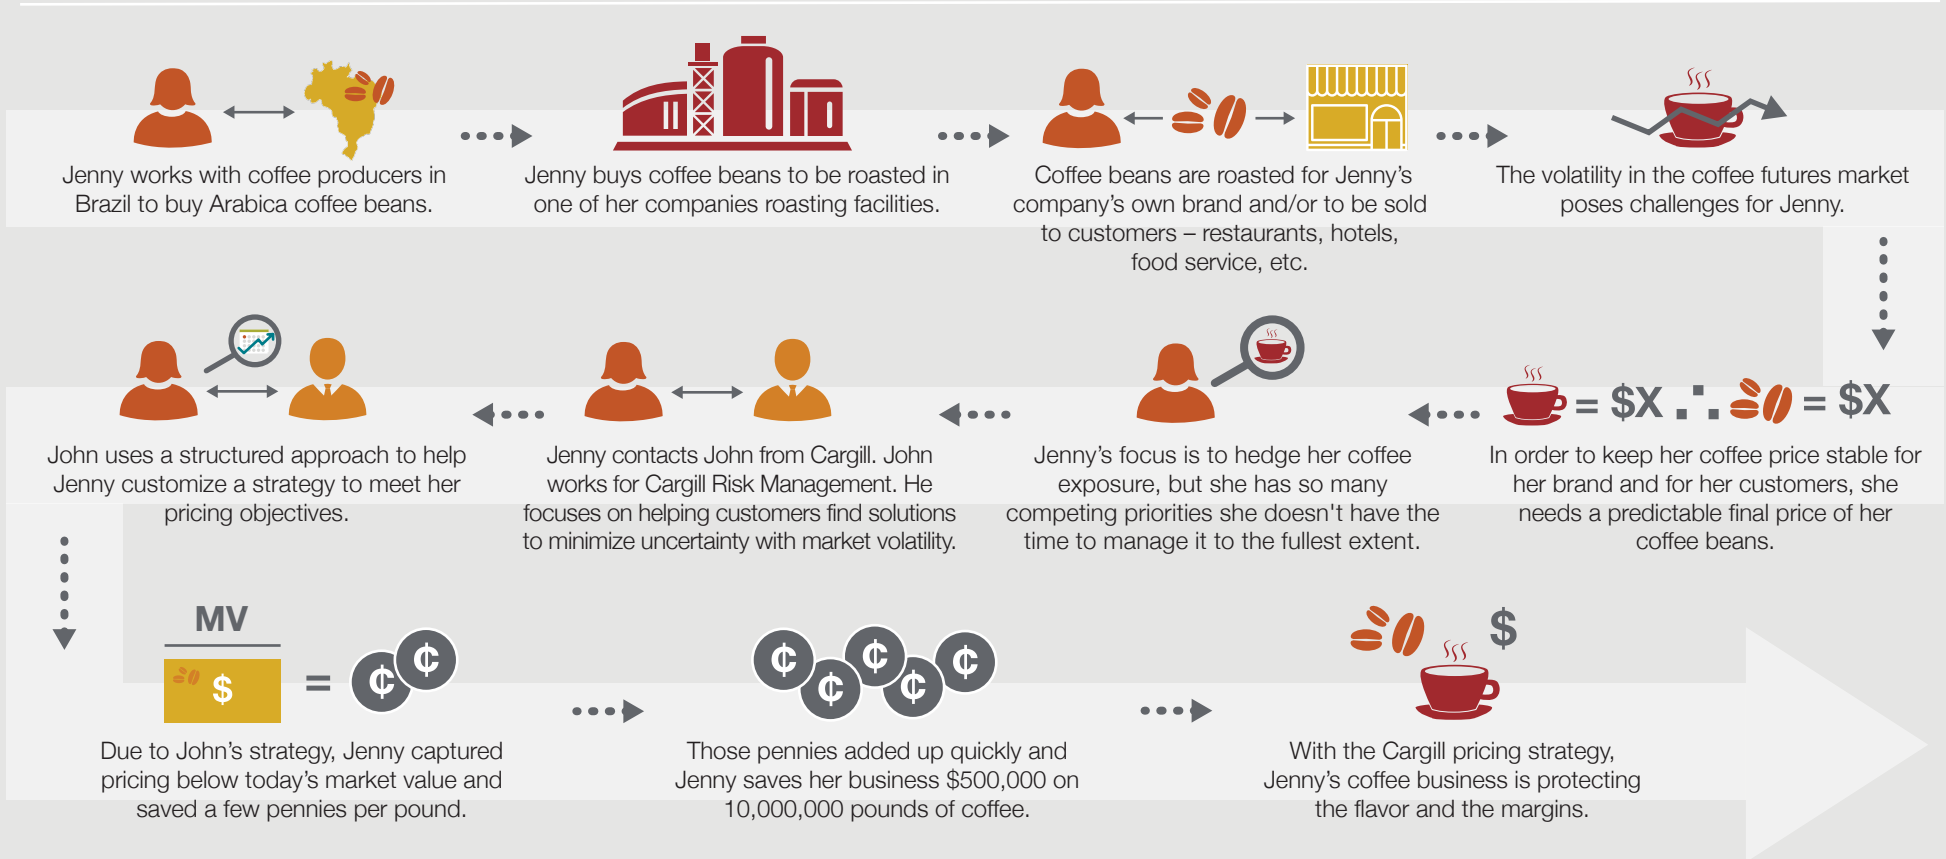 Jenny works with coffee producers in
Brazil to buy Arabica coffee beans.
Jenny buys coffee beans to be roasted in
one of her companies roasting facilities.
Coffee beans are roasted for Jenny’s
company’s own brand and/or to be sold
to customers – restaurants, hotels,
food service, etc.
The volatility in the coffee futures market
poses challenges for Jenny.
= $X ∴ = $X
In order to keep her coffee price stable for
her brand and for her customers, she
needs a predictable final price of her
coffee beans.
Jenny’s focus is to hedge her coffee
exposure, but she has so many
competing priorities she doesn't have the
time to manage it to the fullest extent.
Jenny contacts John from Cargill. John
works for Cargill Risk Management. He
focuses on helping customers find solutions
to minimize uncertainty with market volatility.
John uses a structured approach to help
Jenny customize a strategy to meet her
pricing objectives.
MV
$ = ¢ ¢
Due to John’s strategy, Jenny captured
pricing below today’s market value and
saved a few pennies per pound.
¢ ¢ ¢ ¢ ¢
Those pennies added up quickly and
Jenny saves her business $500,000 on
10,000,000 pounds of coffee.
$
With the Cargill pricing strategy,
Jenny’s coffee business is protecting
the flavor and the margins.